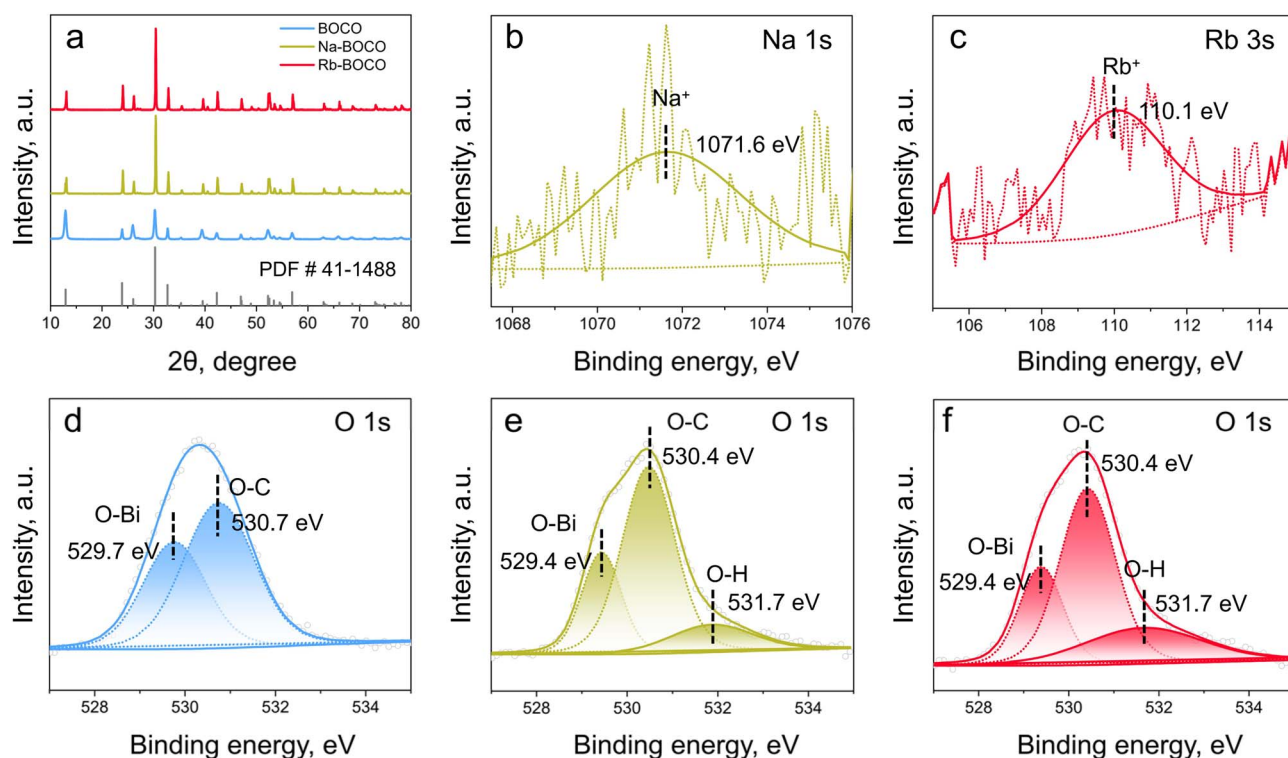 a
BOCO
Na-BOCO
Rb-BOCO
PDF # 41-1488
Intensity, a.u.
10 20 30 40 50 60 70 80
2θ, degree
b
Na 1s
Na⁺
1071.6 eV
Intensity, a.u.
1068 1070 1072 1074 1076
Binding energy, eV
c
Rb 3s
Rb⁺
110.1 eV
Intensity, a.u.
106 108 110 112 114
Binding energy, eV
d
O 1s
O-C
530.7 eV
O-Bi
529.7 eV
Intensity, a.u.
528 530 532 534
Binding energy, eV
e
O 1s
O-C
530.4 eV
O-Bi
529.4 eV
O-H
531.7 eV
Intensity, a.u.
528 530 532 534
Binding energy, eV
f
O 1s
O-C
530.4 eV
O-Bi
529.4 eV
O-H
531.7 eV
Intensity, a.u.
528 530 532 534
Binding energy, eV